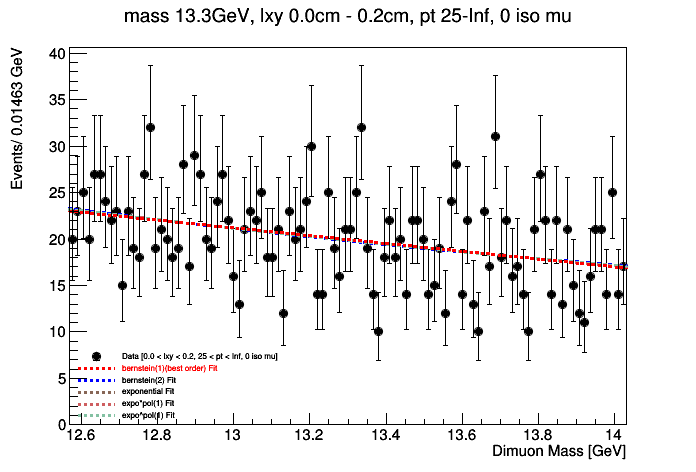 mass 13.3GeV, lxy 0.0cm - 0.2cm, pt 25-Inf, 0 iso mu
Events/ 0.01463 GeV
40
35
30
25
20
15
10
5
0
Data [0.0 < lxy < 0.2, 25 < pt < Inf, 0 iso mu]
bernstein(1)(best order) Fit
bernstein(2) Fit
exponential Fit
expo*pol(1) Fit
expo^pol(1) Fit
12.6 12.8 13 13.2 13.4 13.6 13.8 14
Dimuon Mass [GeV]